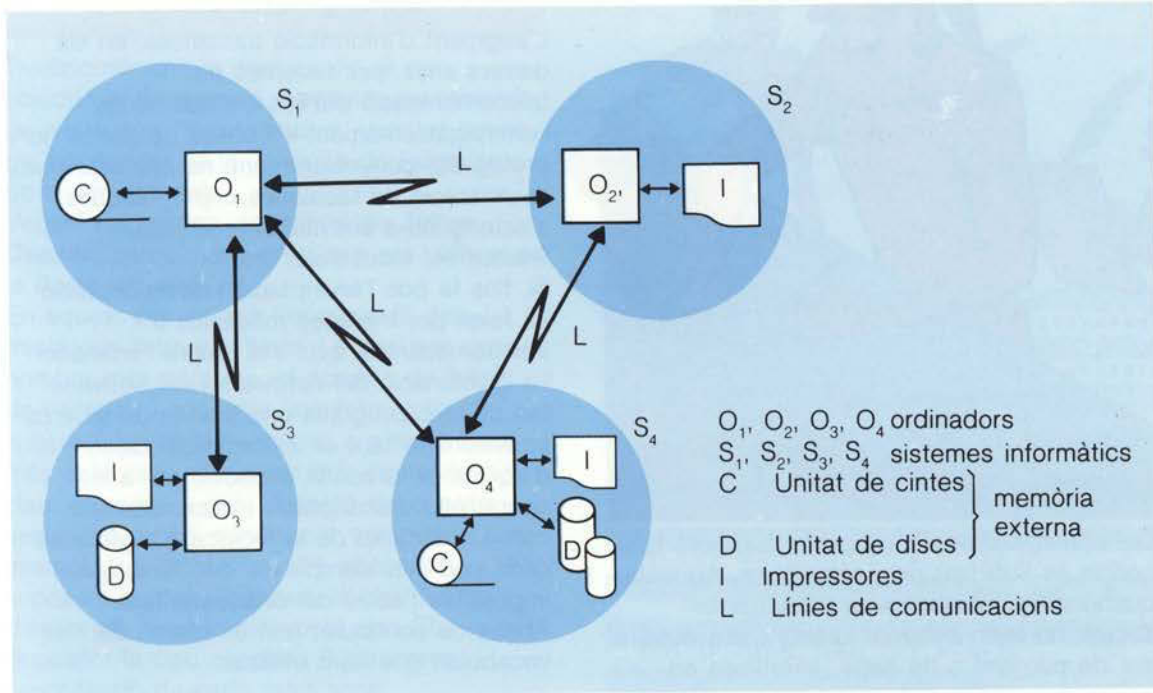 S₁
S₂
C
O₁
L
O₂,
I
L
L
L
S₃
S₄
I
O₃
D
O₄
I
C
D
O₁, O₂, O₃, O₄ ordinadors
S₁, S₂, S₃, S₄ sistemes informàtics
C Unitat de cintes
memòria
externa
D Unitat de discs
I Impressores
L Línies de comunicacions